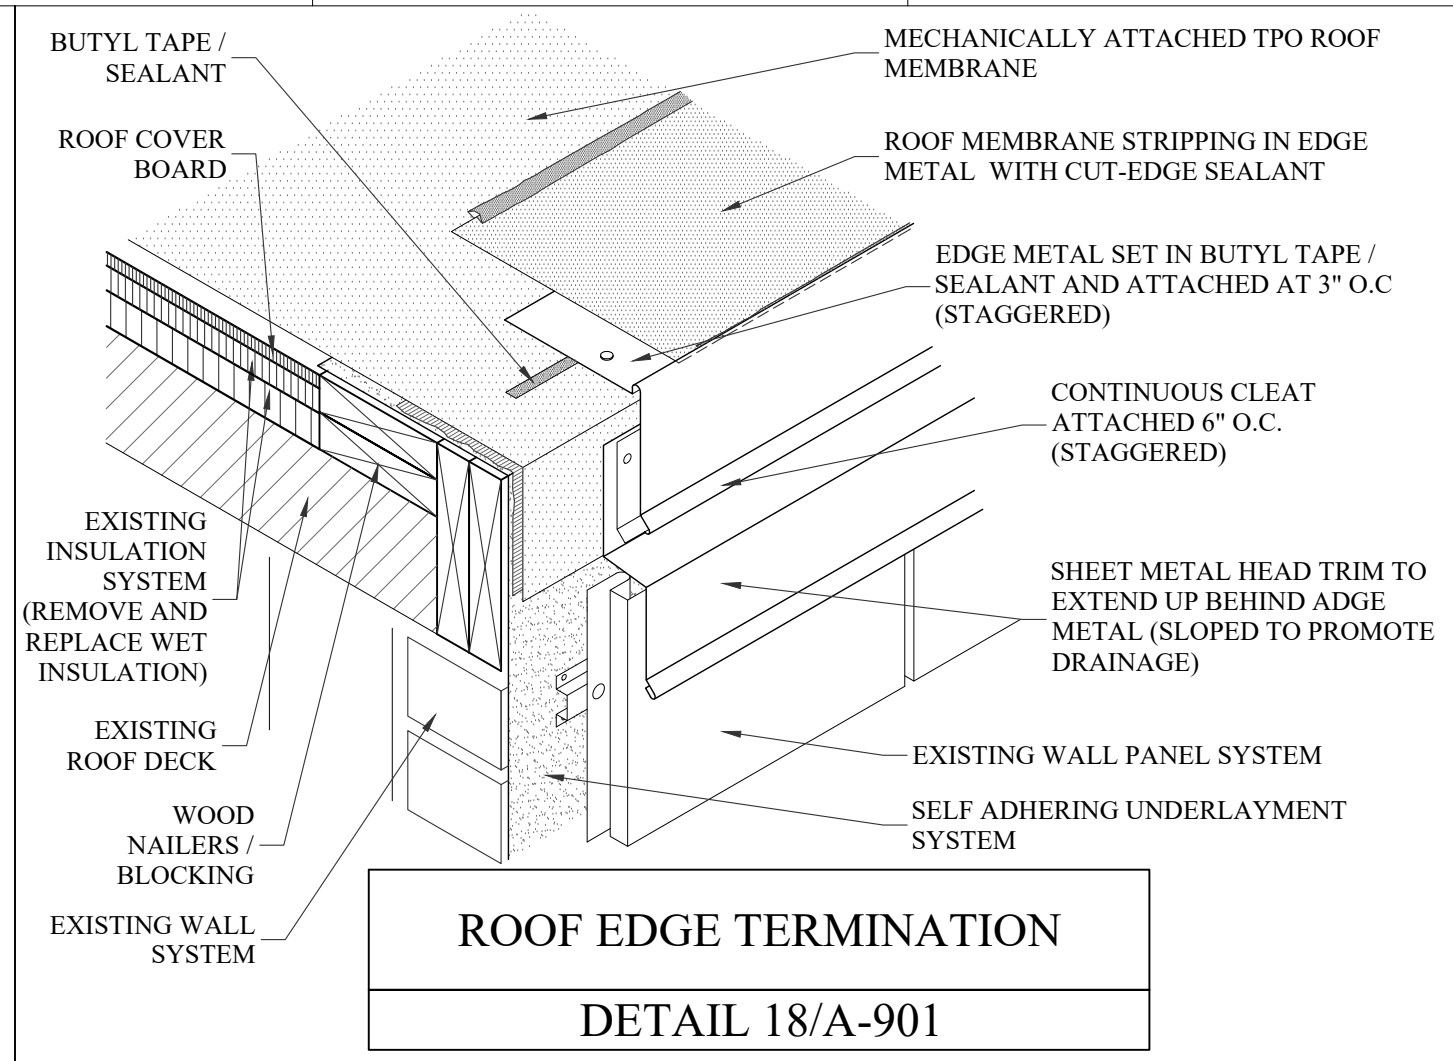 BUTYL TAPE /
SEALANT
ROOF COVER
BOARD
EXISTING
INSULATION
SYSTEM
(REMOVE AND
REPLACE WET
INSULATION)
EXISTING
ROOF DECK
WOOD
NAILERS /
BLOCKING
EXISTING WALL
SYSTEM
MECHANICALLY ATTACHED TPO ROOF
MEMBRANE
ROOF MEMBRANE STRIPPING IN EDGE
METAL WITH CUT-EDGE SEALANT
EDGE METAL SET IN BUTYL TAPE /
SEALANT AND ATTACHED AT 3" O.C
(STAGGERED)
CONTINUOUS CLEAT
ATTACHED 6" O.C.
(STAGGERED)
SHEET METAL HEAD TRIM TO
EXTEND UP BEHIND ADGE
METAL (SLOPED TO PROMOTE
DRAINAGE)
EXISTING WALL PANEL SYSTEM
SELF ADHERING UNDERLAYMENT
SYSTEM
ROOF EDGE TERMINATION
DETAIL 18/A-901